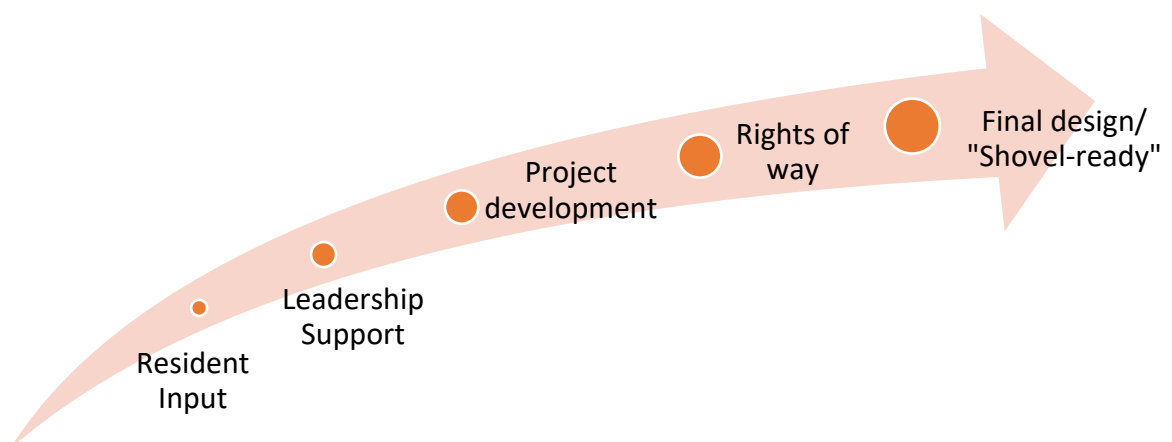 Resident
Input
Leadership
Support
Project
development
Rights of
way
Final design/
"Shovel-ready"